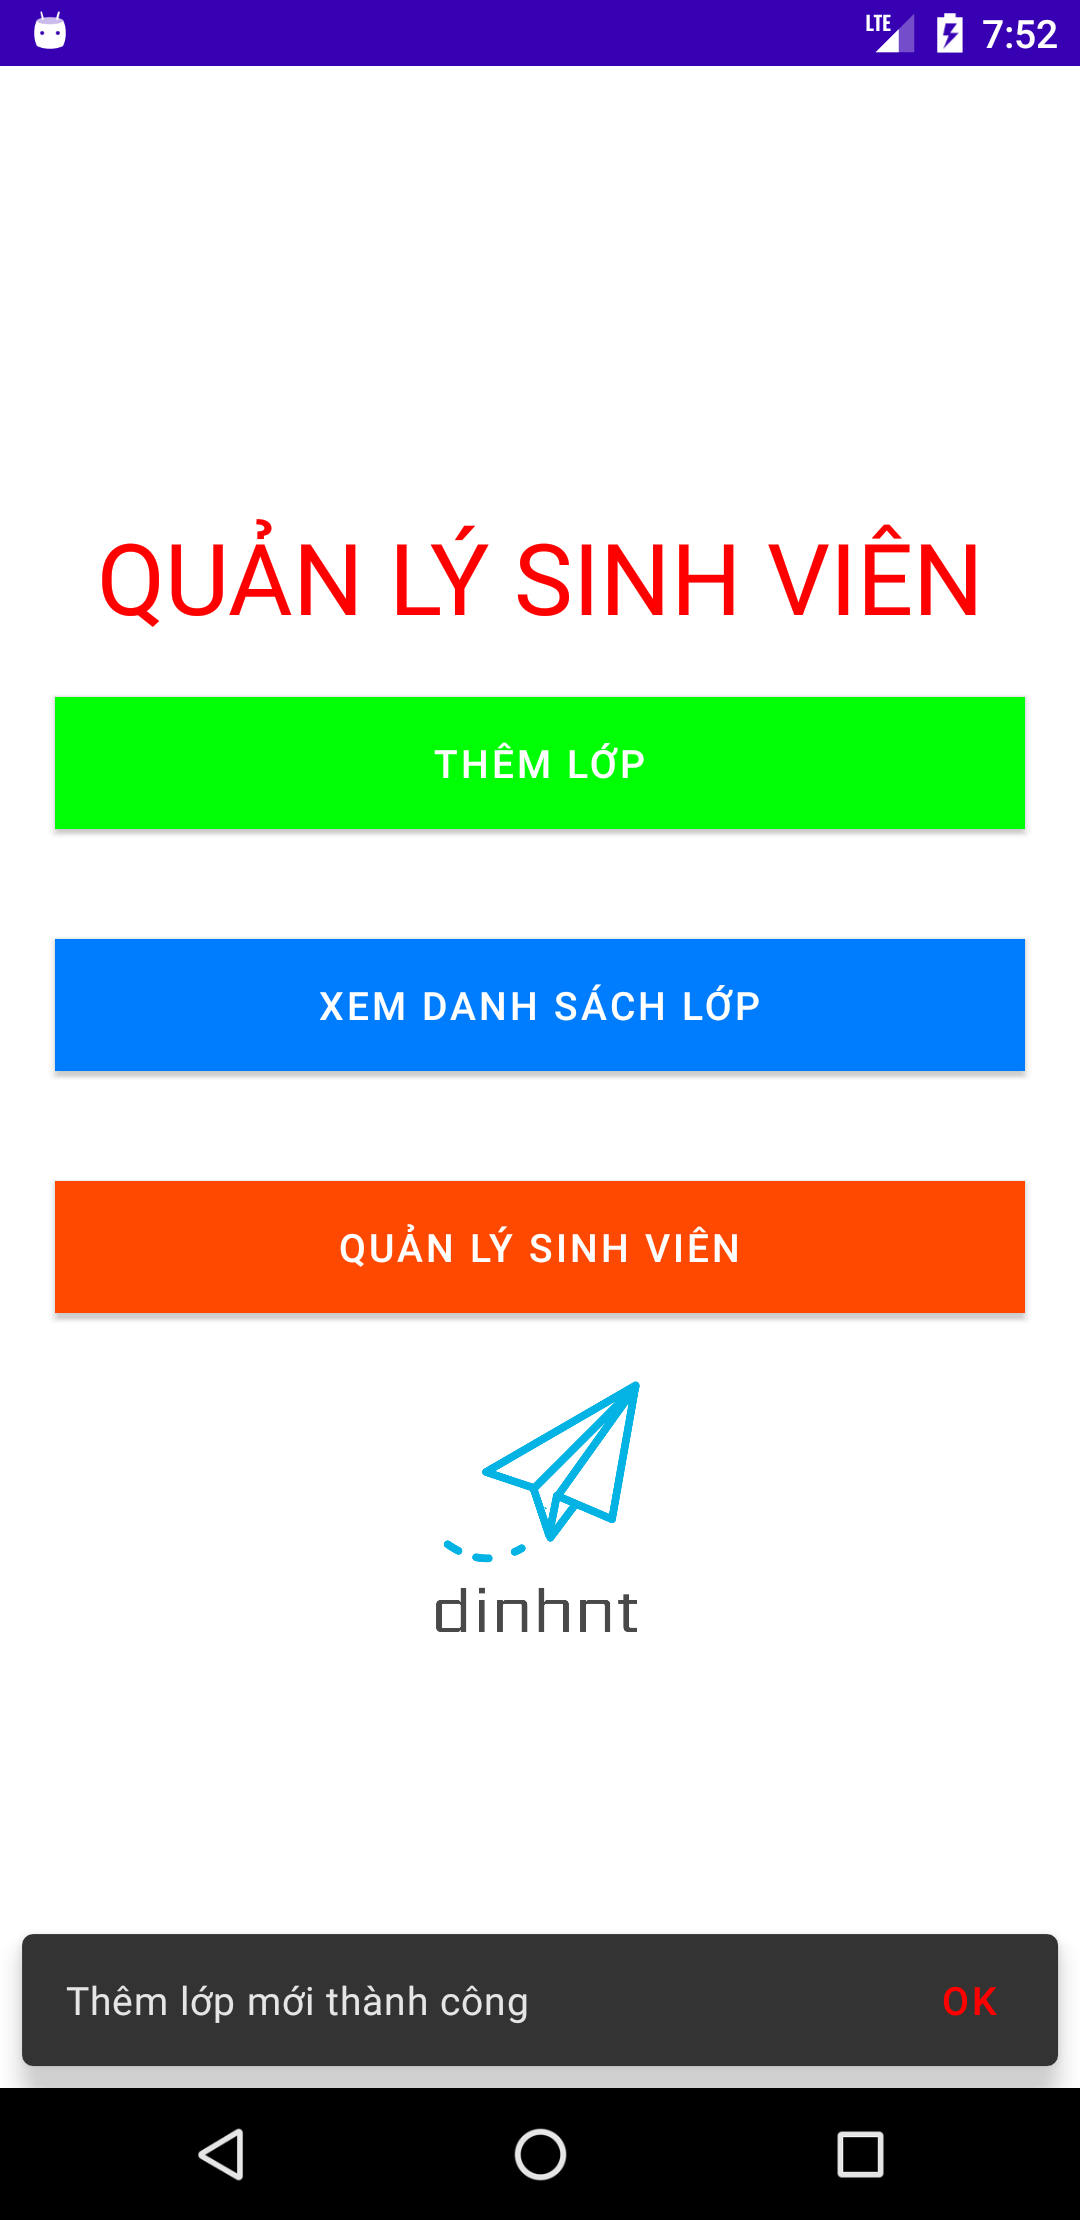 LTE 7:52
QUẢN LÝ SINH VIÊN
THÊM LỚP
XEM DANH SÁCH LỚP
QUẢN LÝ SINH VIÊN
dinhnt
Thêm lớp mới thành công OK